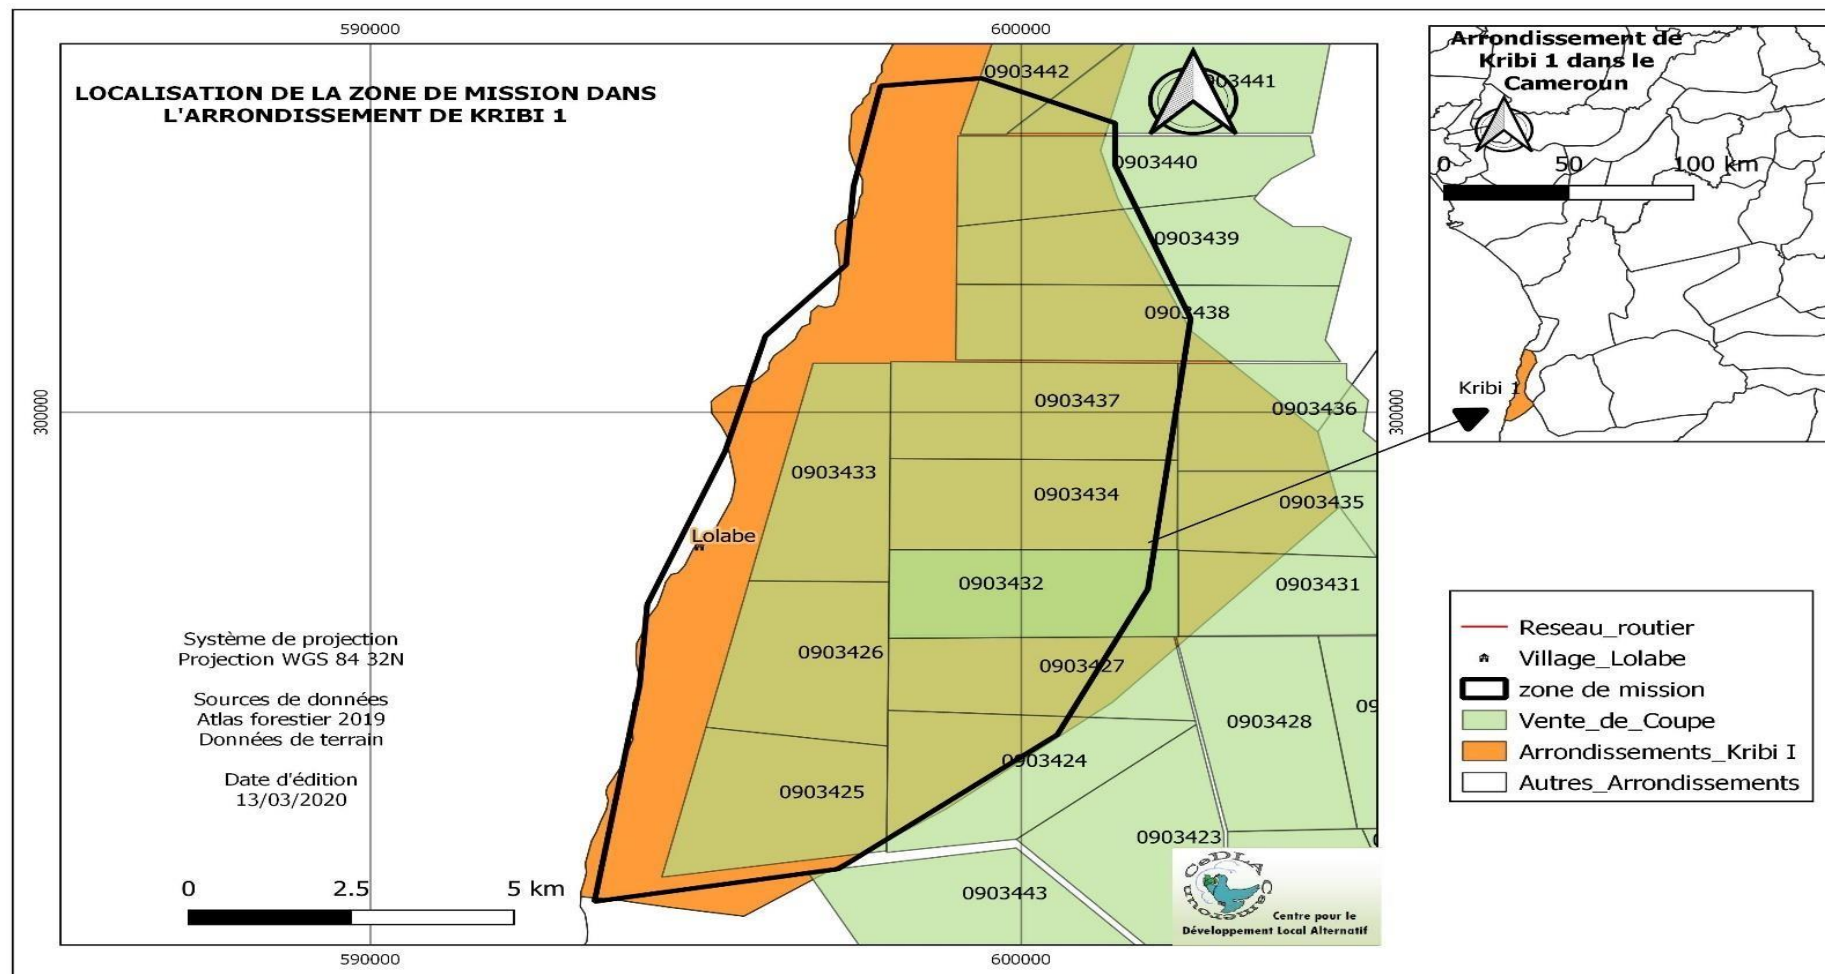 590000
600000
LOCALISATION DE LA ZONE DE MISSION DANS
L'ARRONDISSEMENT DE KRIBI 1
0903442
0903440
0903439
0903438
0903437
0903436
0903433
0903434
0903435
Lolabe
0903432
0903431
0903426
0903427
0903428
0903424
0903425
0903423
0903443
300000
300000
Système de projection
Projection WGS 84 32N
Sources de données
Atlas forestier 2019
Données de terrain
Date d'édition
13/03/2020
0 2.5 5 km
590000
600000
CeDLA Cameroun
Centre pour le
Développement Local Alternatif
Arrondissement de
Kribi 1 dans le
Cameroun
0 50 100 km
Kribi 1
Reseau_routier
Village_Lolabe
zone de mission
Vente_de_Coupe
Arrondissements_Kribi I
Autres_Arrondissements